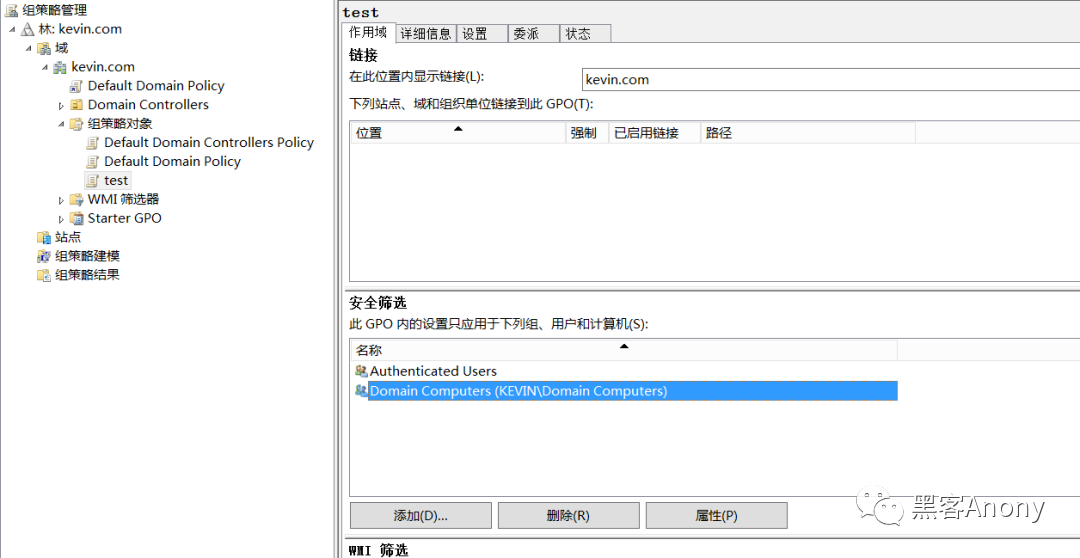 组策略管理
林: kevin.com
域
kevin.com
Default Domain Policy
Domain Controllers
组策略对象
Default Domain Controllers Policy
Default Domain Policy
test
WMI 筛选器
Starter GPO
站点
组策略建模
组策略结果
test
作用域 详细信息 设置 委派 状态
链接
在此位置内显示链接(L): kevin.com
下列站点、域和组织单位链接到此 GPO(T):
位置 强制 已启用链接 路径
安全筛选
此 GPO 内的设置只应用于下列组、用户和计算机(S):
名称
Authenticated Users
Domain Computers (KEVIN\Domain Computers)
添加(D)... 删除(R) 属性(P)
黑客Anony
WMI 筛选